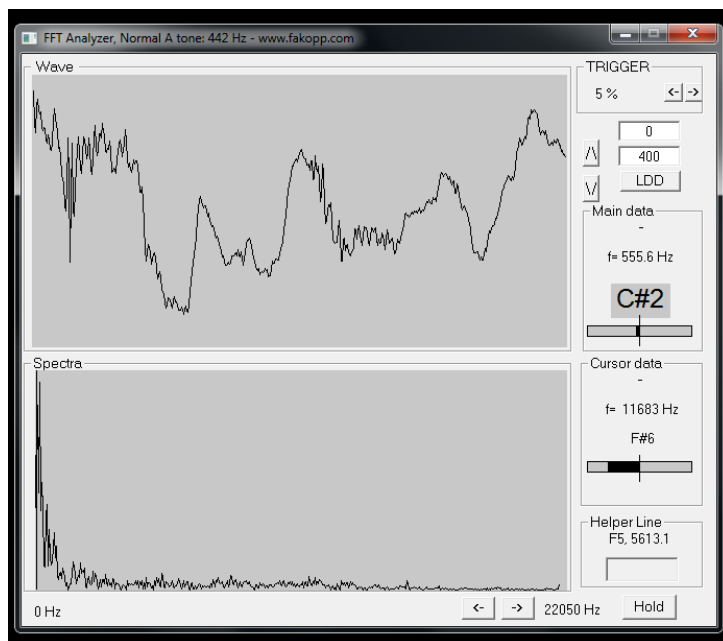 FFT Analyzer, Normal A tone: 442 Hz - www.fakopp.com
Wave
TRIGGER
5 %
<-
->
0
/\
400
\/
LDD
Main data
-
f= 555.6 Hz
C#2
Spectra
Cursor data
-
f= 11683 Hz
F#6
Helper Line
F5, 5613.1
0 Hz
<-
->
22050 Hz
Hold